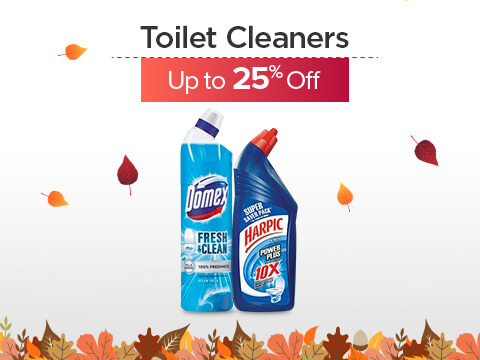 Toilet Cleaners
Up to 25% Off
Domex
FRESH
& CLEAN
100% FRESHNESS
SUPER
SAVER PACK
HARPIC
POWER
PLUS
10X